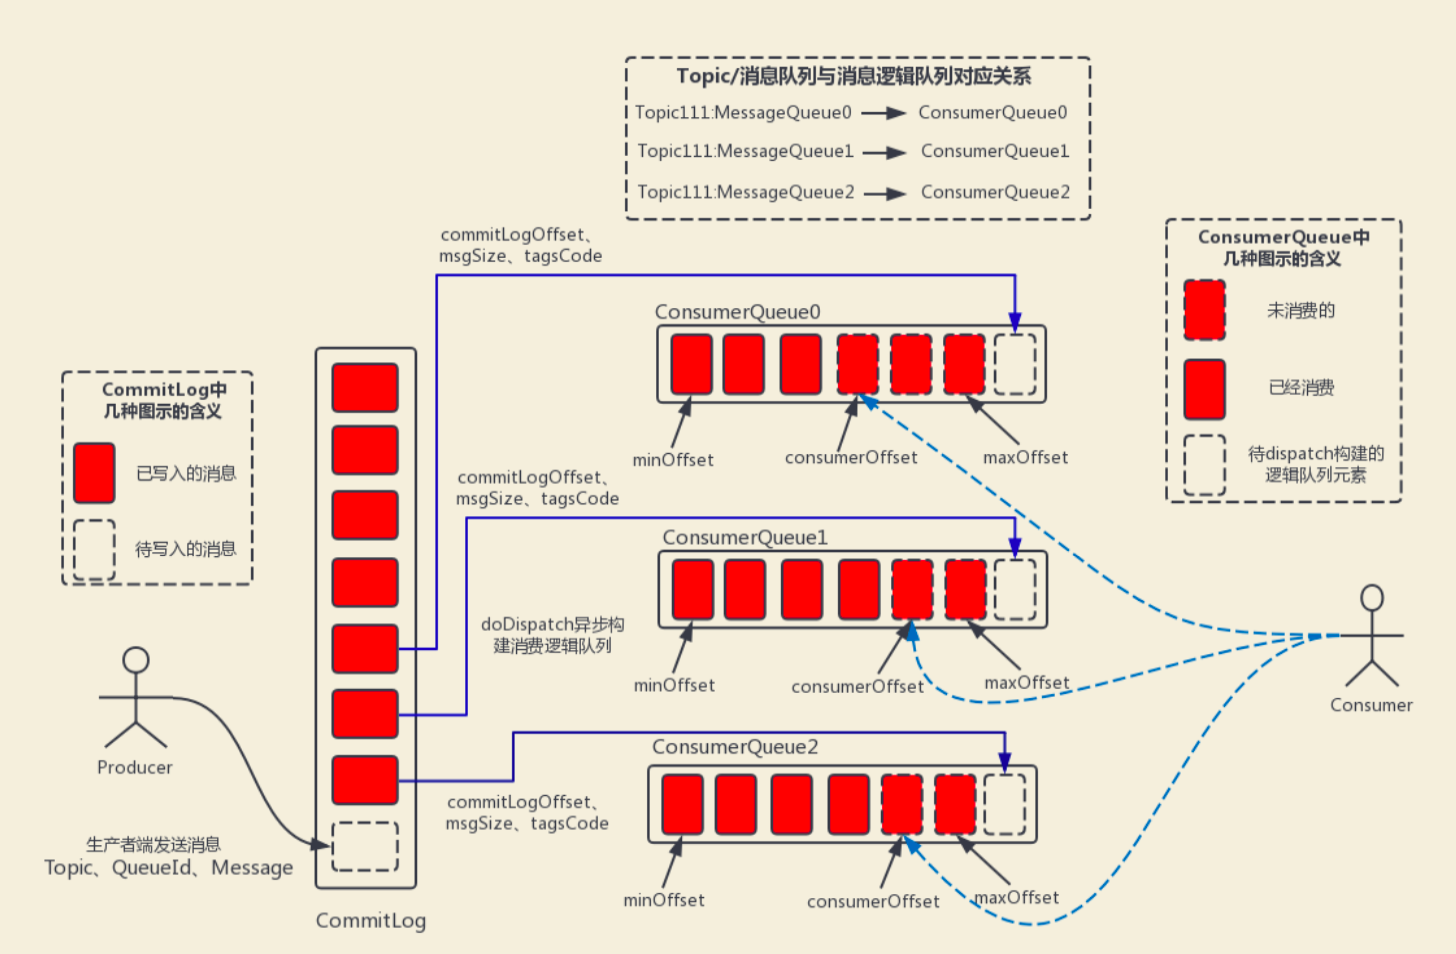 Topic/消息队列与消息逻辑队列对应关系
Topic111:MessageQueue0
ConsumerQueue0
Topic111:MessageQueue1
ConsumerQueue1
Topic111:MessageQueue2
ConsumerQueue2
ConsumerQueue中
几种图示的含义
未消费的
已经消费
待dispatch构建的
逻辑队列元素
commitLogOffset、
msgSize、tagsCode
ConsumerQueue0
minOffset
consumerOffset
maxOffset
CommitLog中
几种图示的含义
已写入的消息
待写入的消息
commitLogOffset、
msgSize、tagsCode
ConsumerQueue1
doDispatch异步构
建消费逻辑队列
minOffset
consumerOffset
maxOffset
Consumer
Producer
ConsumerQueue2
commitLogOffset、
msgSize、tagsCode
生产者端发送消息
Topic、QueueId、Message
minOffset
consumerOffset
maxOffset
CommitLog